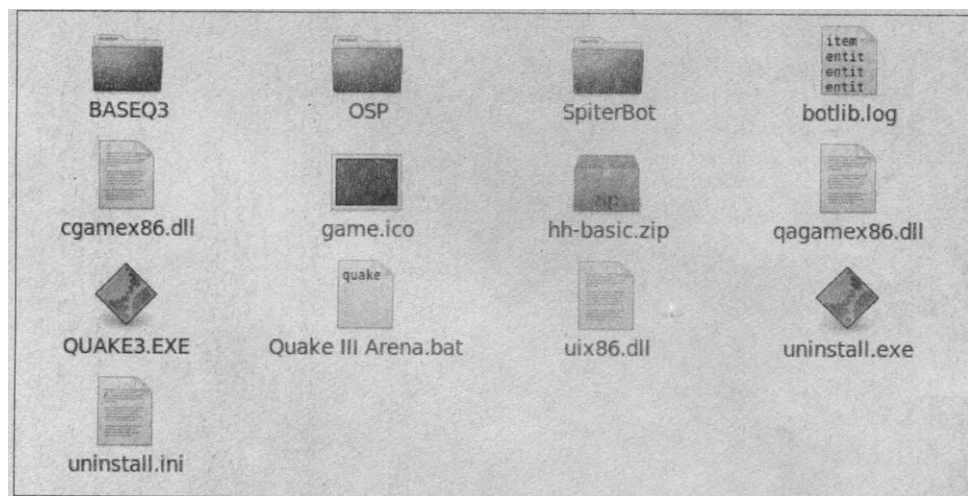 BASEQ3
OSP
SpiterBot
item
entit
entit
entit
botlib.log
cgamex86.dll
game.ico
zip
hh-basic.zip
qagamex86.dll
QUAKE3.EXE
quake
Quake III Arena.bat
uix86.dll
uninstall.exe
uninstall.ini